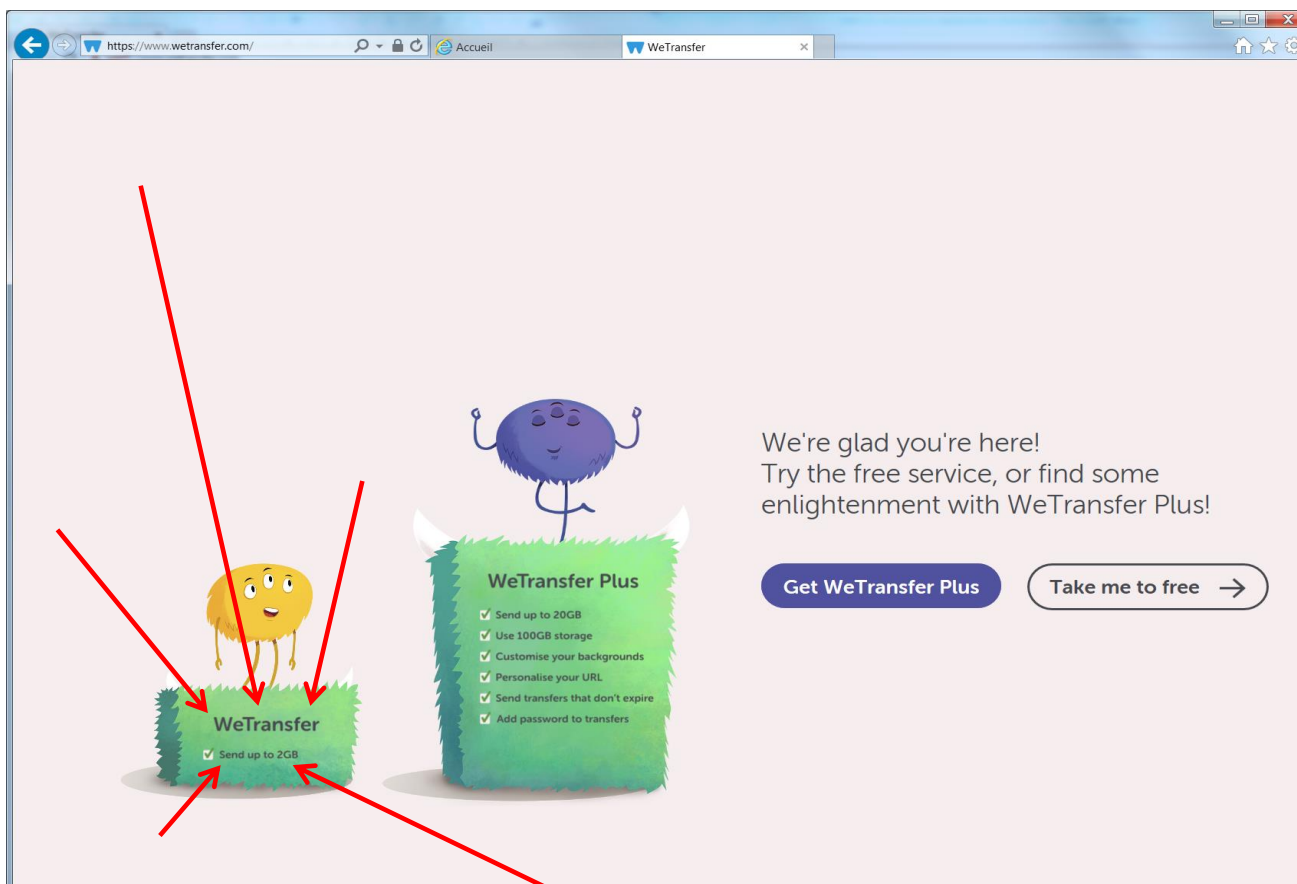 https://www.wetransfer.com/
Accueil
WeTransfer
We're glad you're here!
Try the free service, or find some
enlightenment with WeTransfer Plus!
Get WeTransfer Plus
Take me to free
WeTransfer Plus
Send up to 20GB
Use 100GB storage
Customise your backgrounds
Personalise your URL
Send transfers that don't expire
Add password to transfers
WeTransfer
Send up to 2GB